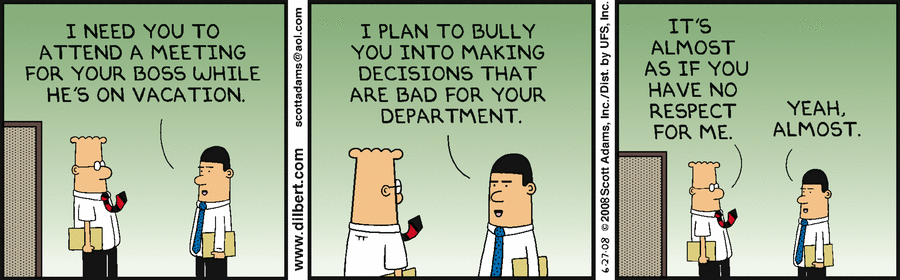 I NEED YOU TO
ATTEND A MEETING
FOR YOUR BOSS WHILE
HE'S ON VACATION.
www.dilbert.com scottadams@aol.com
I PLAN TO BULLY
YOU INTO MAKING
DECISIONS THAT
ARE BAD FOR YOUR
DEPARTMENT.
6-27-08 © 2008 Scott Adams, Inc./Dist. by UFS, Inc.
IT'S
ALMOST
AS IF YOU
HAVE NO
RESPECT
FOR ME.
YEAH,
ALMOST.